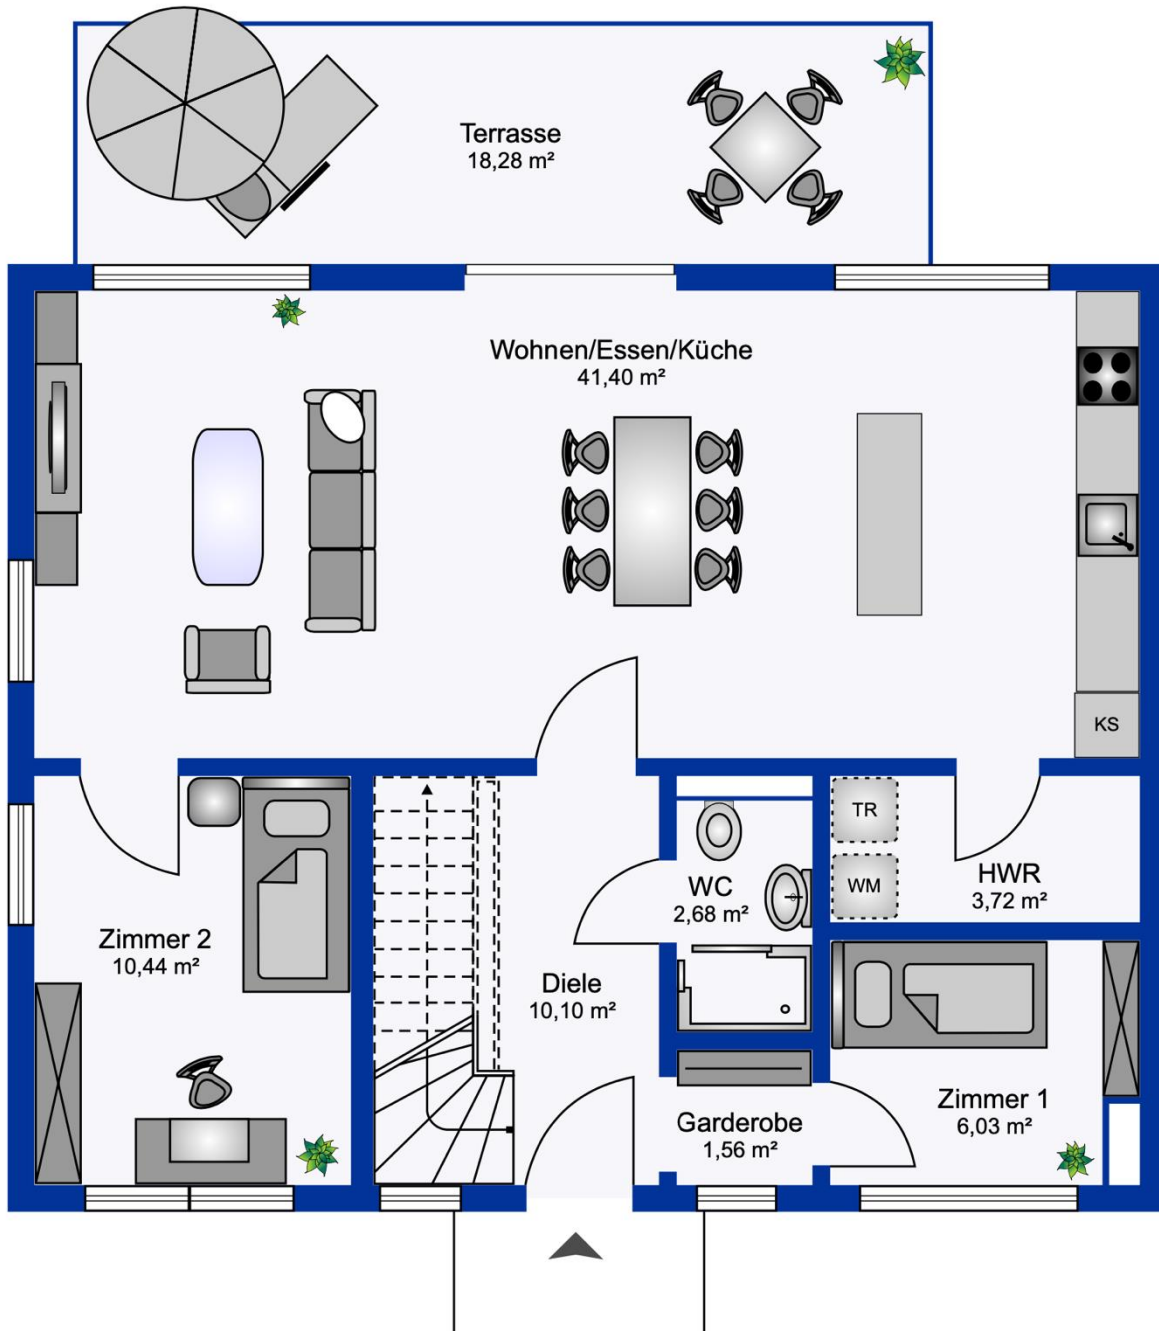 Terrasse
18,28 m²
Wohnen/Essen/Küche
41,40 m²
KS
TR
WM
HWR
3,72 m²
WC
2,68 m²
Zimmer 2
10,44 m²
Diele
10,10 m²
Garderobe
1,56 m²
Zimmer 1
6,03 m²